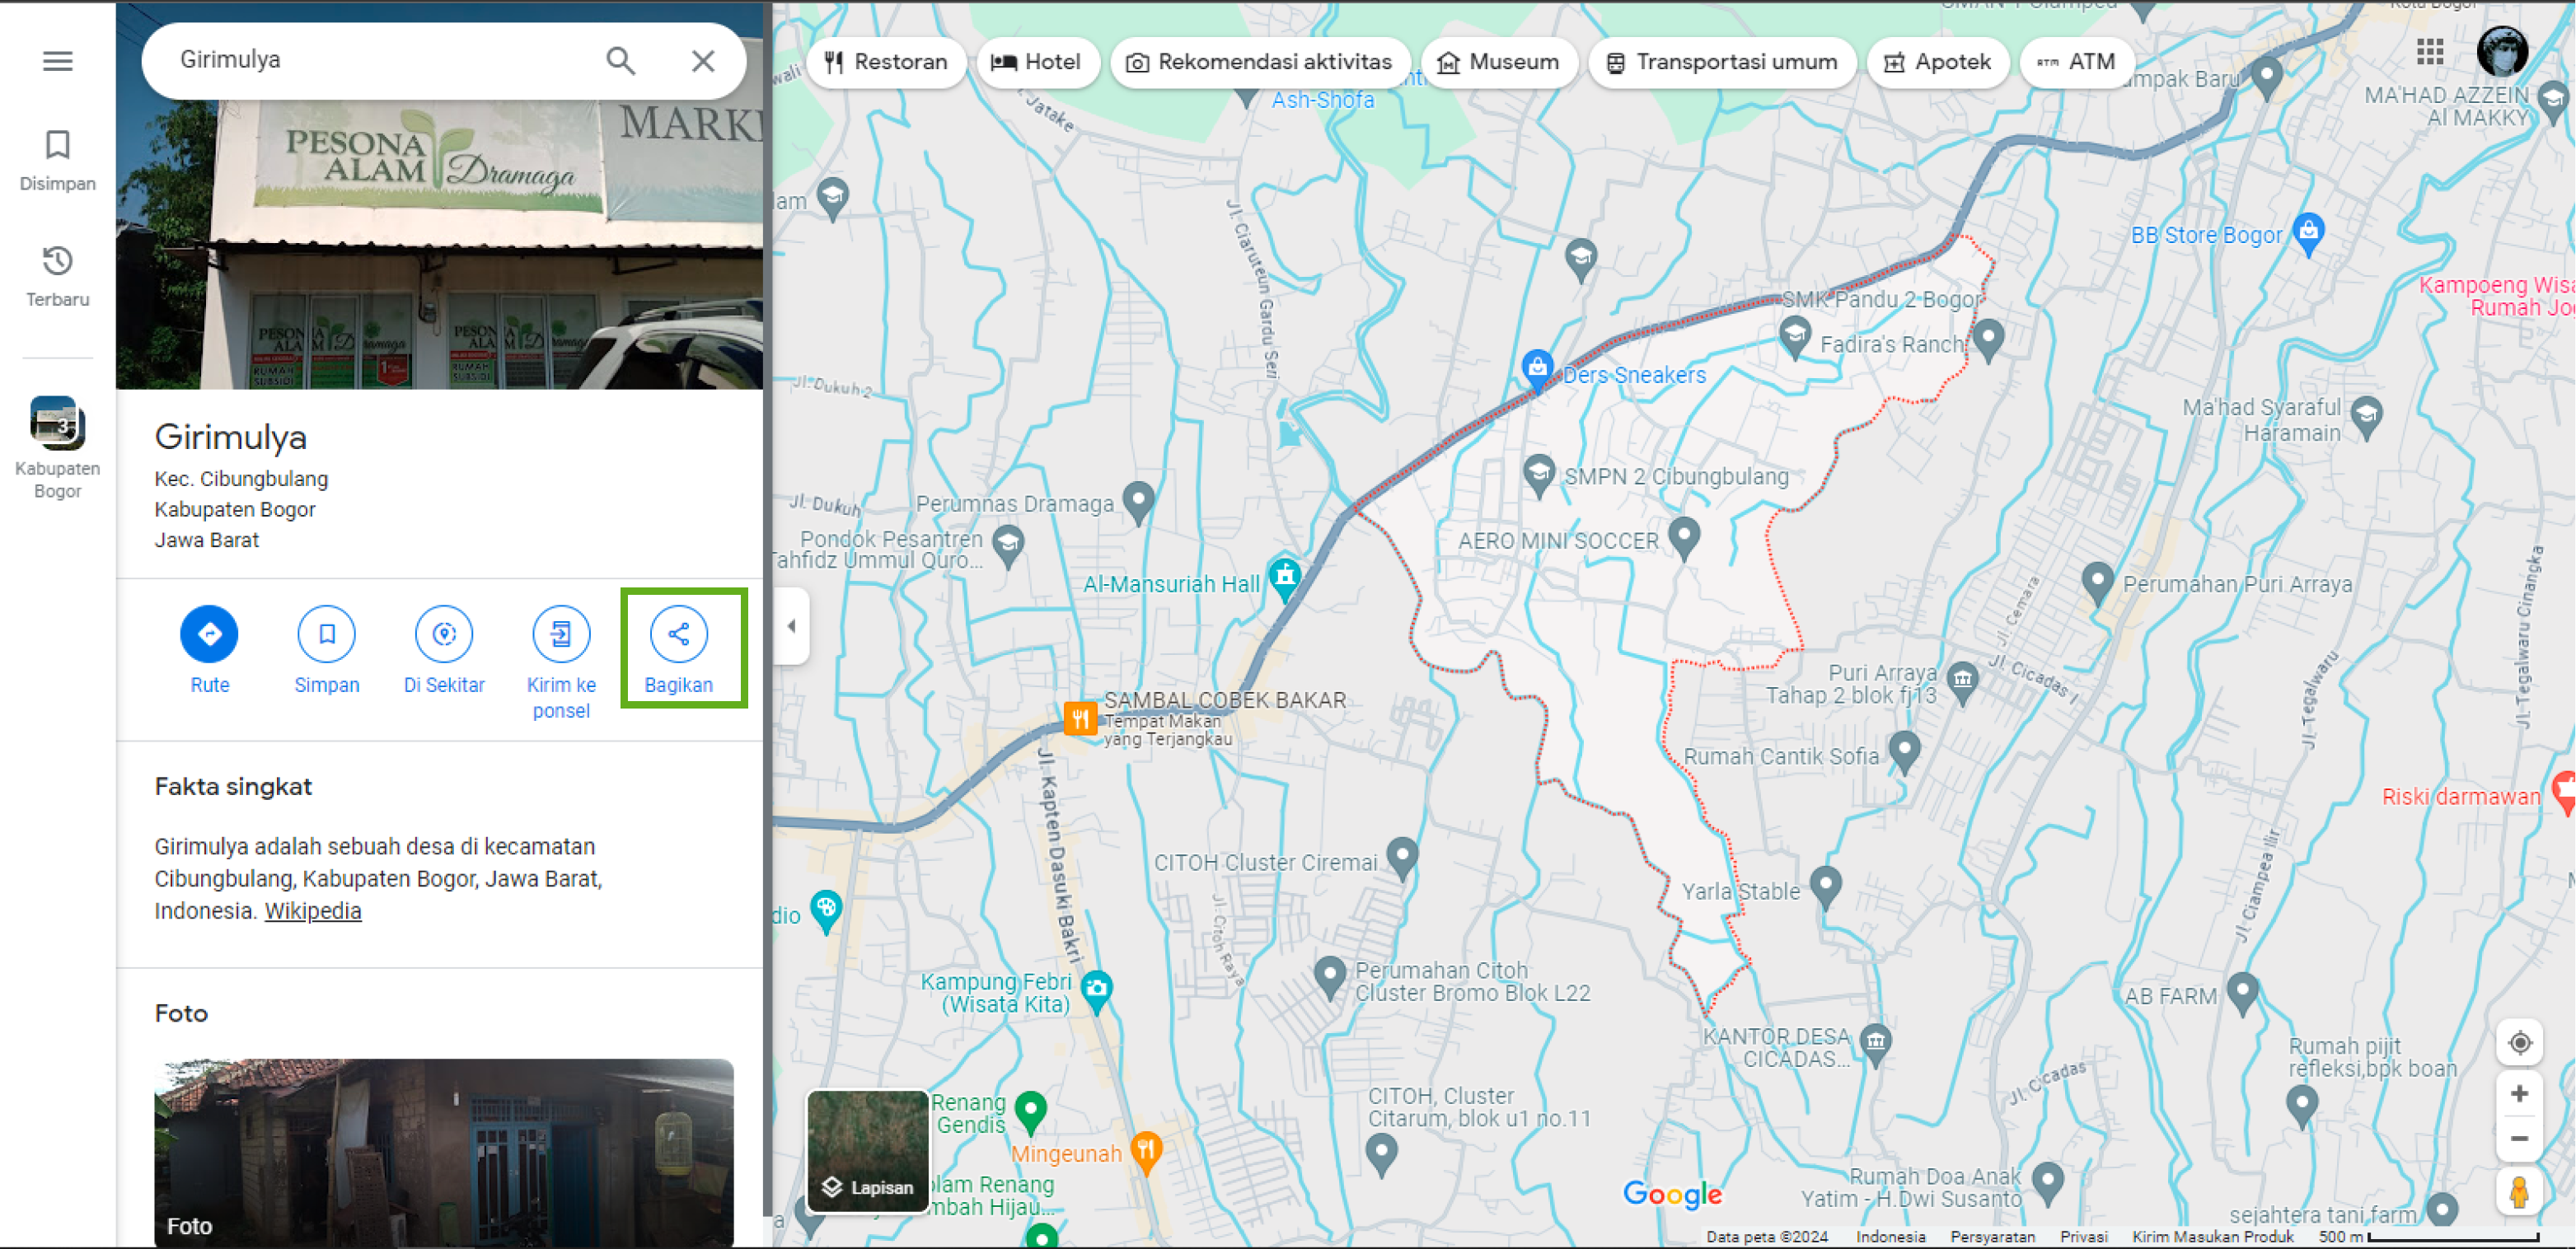 Girimulya
Disimpan
Terbaru
3
Kabupaten
Bogor
PESONA
ALAM
Dramaga
Girimulya
Kec. Cibungbulang
Kabupaten Bogor
Jawa Barat
Rute
Simpan
Di Sekitar
Kirim ke
ponsel
Bagikan
Fakta singkat
Girimulya adalah sebuah desa di kecamatan
Cibungbulang, Kabupaten Bogor, Jawa Barat,
Indonesia. Wikipedia
Foto
Foto
Restoran
Hotel
Rekomendasi aktivitas
Museum
Transportasi umum
Apotek
ATM
Ash-Shofa
Jl. Jatake
MA'HAD AZZEIN
Al MAKKY
BB Store Bogor
Jl. Ciaruteun Gardu Seri
SMK Pandu 2 Bogor
Fadira's Ranch
Ders Sneakers
Jl. Dukuh 2
Jl. Dukuh
Perumnas Dramaga
Pondok Pesantren
Tahfidz Ummul Quro...
SMPN 2 Cibungbulang
AERO MINI SOCCER
Al-Mansuriah Hall
Ma'had Syaraful
Haramain
Perumahan Puri Arraya
Jl. Cemara
Jl. Cicadas I
Jl. Tegalwaru Cinangka
Jl. Tegalwaru
Puri Arraya
Tahap 2 blok fj13
SAMBAL COBEK BAKAR
Tempat Makan
yang Terjangkau
Rumah Cantik Sofia
Riski darmawan
Jl. Kapten Dasuki Bakri
CITOH Cluster Ciremai
Jl. Citoh Raya
Yarla Stable
Jl. Ciampea Ilir
Kampung Febri
(Wisata Kita)
Perumahan Citoh
Cluster Bromo Blok L22
AB FARM
KANTOR DESA
CICADAS...
Jl. Cicadas
Rumah pijit
refleksi,bpk boan
Renang
Gendis
Mingeunah
CITOH, Cluster
Citarum, blok u1 no.11
Rumah Doa Anak
Yatim - H.Dwi Susanto
sejahtera tani farm
Lapisan
Google
Data peta ©2024
Indonesia
Persyaratan
Privasi
Kirim Masukan Produk
500 m